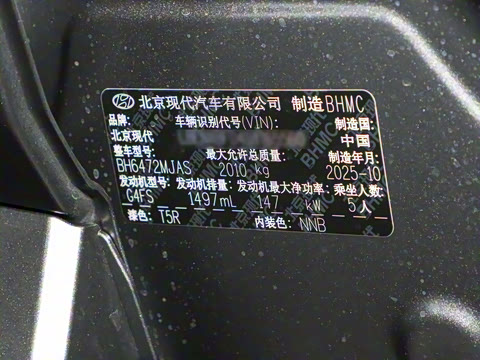 北京现代汽车有限公司 制造 BHMC
品牌: 车辆识别代号(VIN): 制造国:
北京现代 中国
整车型号: 最大允许总质量: 制造年月:
BH6472MJAS 2010 kg 2025-10
发动机型号: 发动机排量: 发动机最大净功率: 乘坐人数:
G4FS 1497mL 147 kW 5 人
漆色: T5R 内装色: NNB